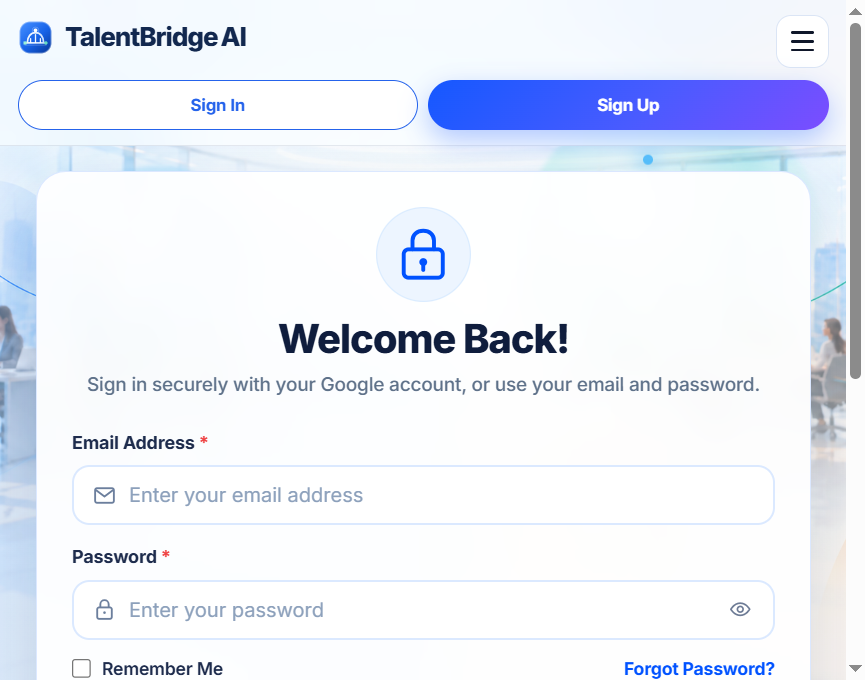 TalentBridge AI
Sign In
Sign Up
Welcome Back!
Sign in securely with your Google account, or use your email and password.
Email Address *
Enter your email address
Password *
Enter your password
Remember Me
Forgot Password?